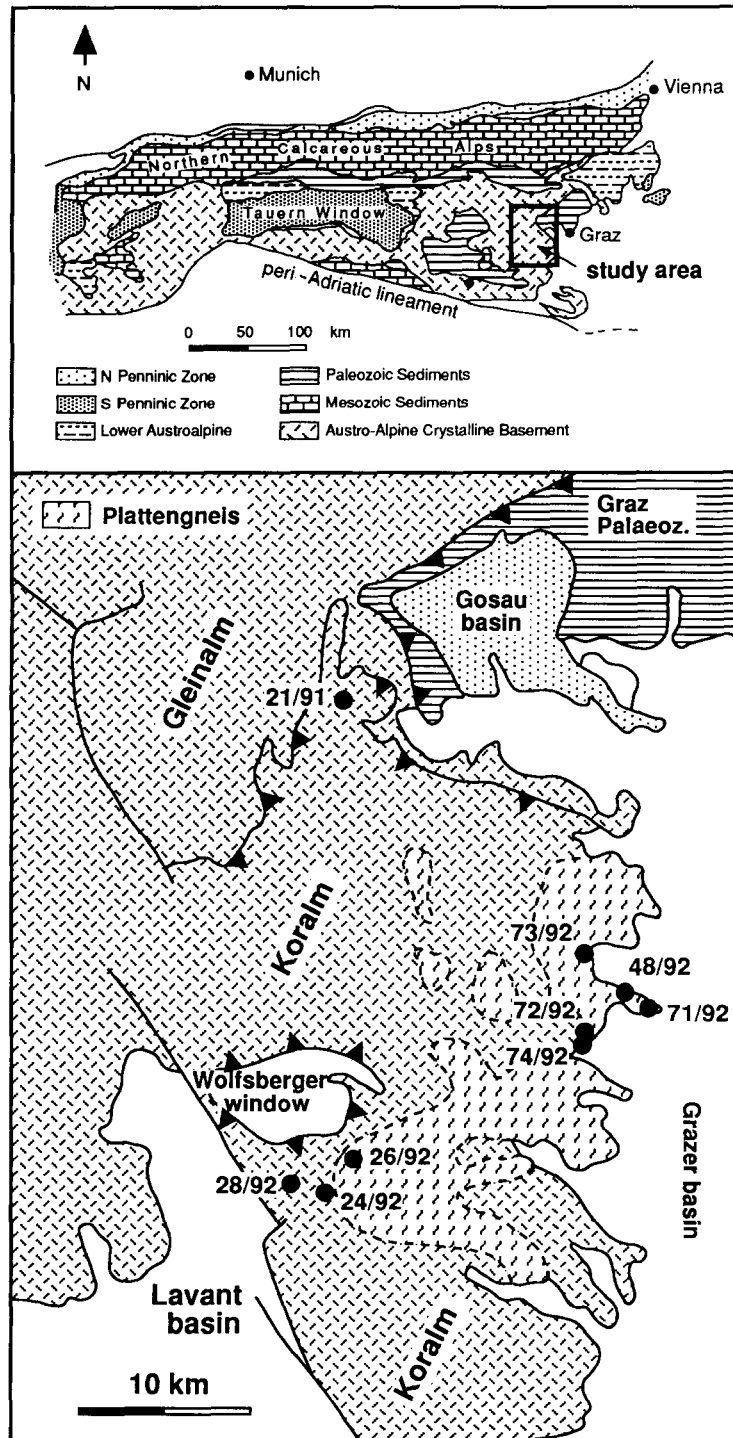 N
Munich
Vienna
Northern Calcareous Alps
Tauern Window
Graz
study area
peri-Adriatic lineament
0 50 100 km
N Penninic Zone
Paleozoic Sediments
S Penninic Zone
Mesozoic Sediments
Lower Austroalpine
Austro-Alpine Crystalline Basement
Plattengneis
Graz
Palaeoz.
Gosau
basin
Gleinalm
21/91
Koralm
73/92
48/92
72/92
71/92
74/92
Wolfsberger
window
26/92
28/92
24/92
Grazer basin
Lavant
basin
Koralm
10 km